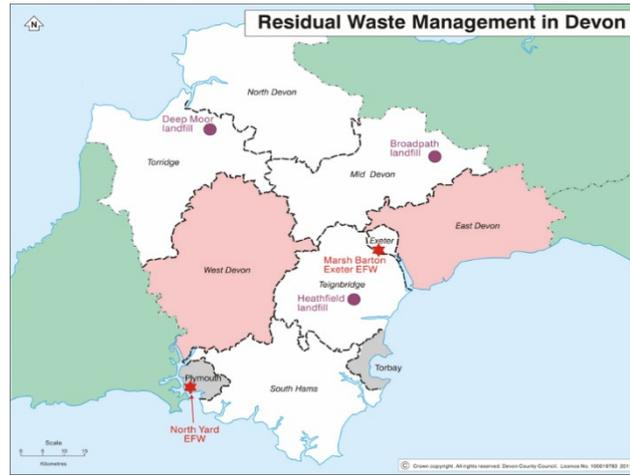 Residual Waste Management in Devon
N
North Devon
Deep Moor
landfill
Broadpath
landfill
Torridge
Mid Devon
East Devon
Exeter
West Devon
Marsh Barton
Exeter EFW
Teignbridge
Heathfield
landfill
Plymouth
Torbay
South Hams
North Yard
EFW
Scale
0 5 10 15
Kilometres
© Crown copyright. All rights reserved. Devon County Council. Licence No. 100019783